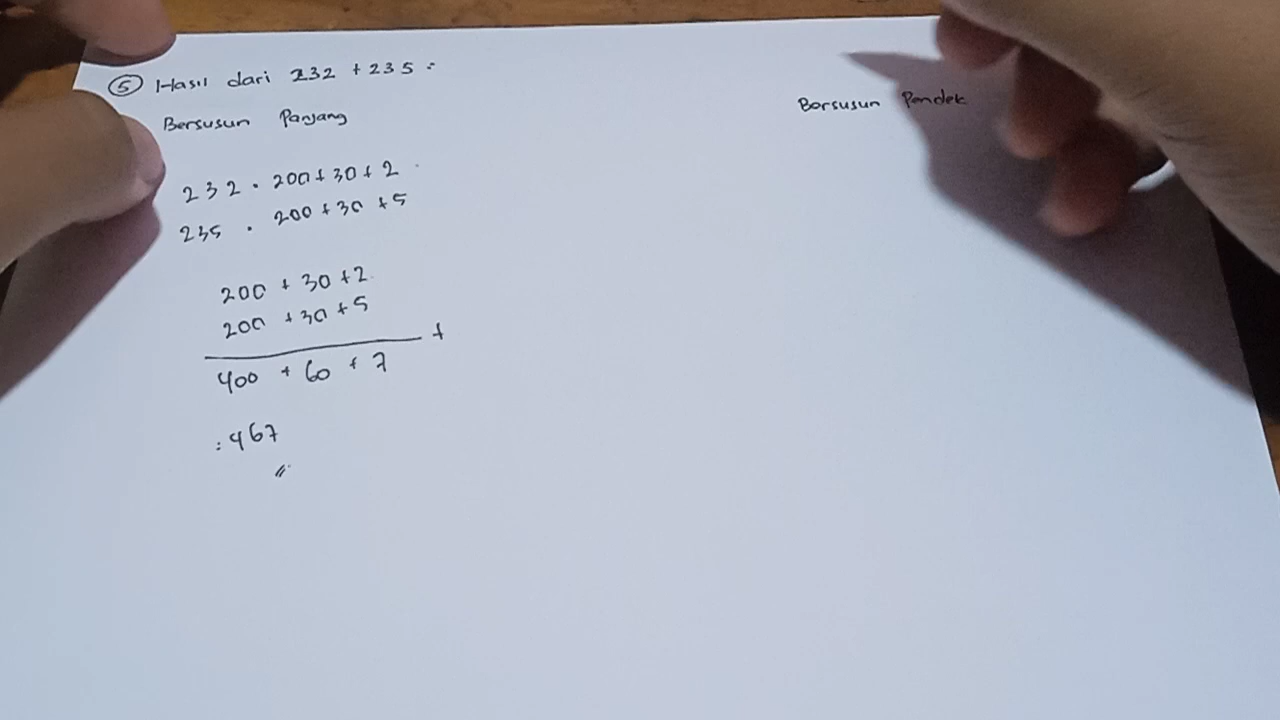 5 Hasil dari 232 + 235 =
Bersusun Panjang
232 = 200 + 30 + 2
235 = 200 + 30 + 5
200 + 30 + 2
200 + 30 + 5
+
400 + 60 + 7
= 467
Bersusun Pendek